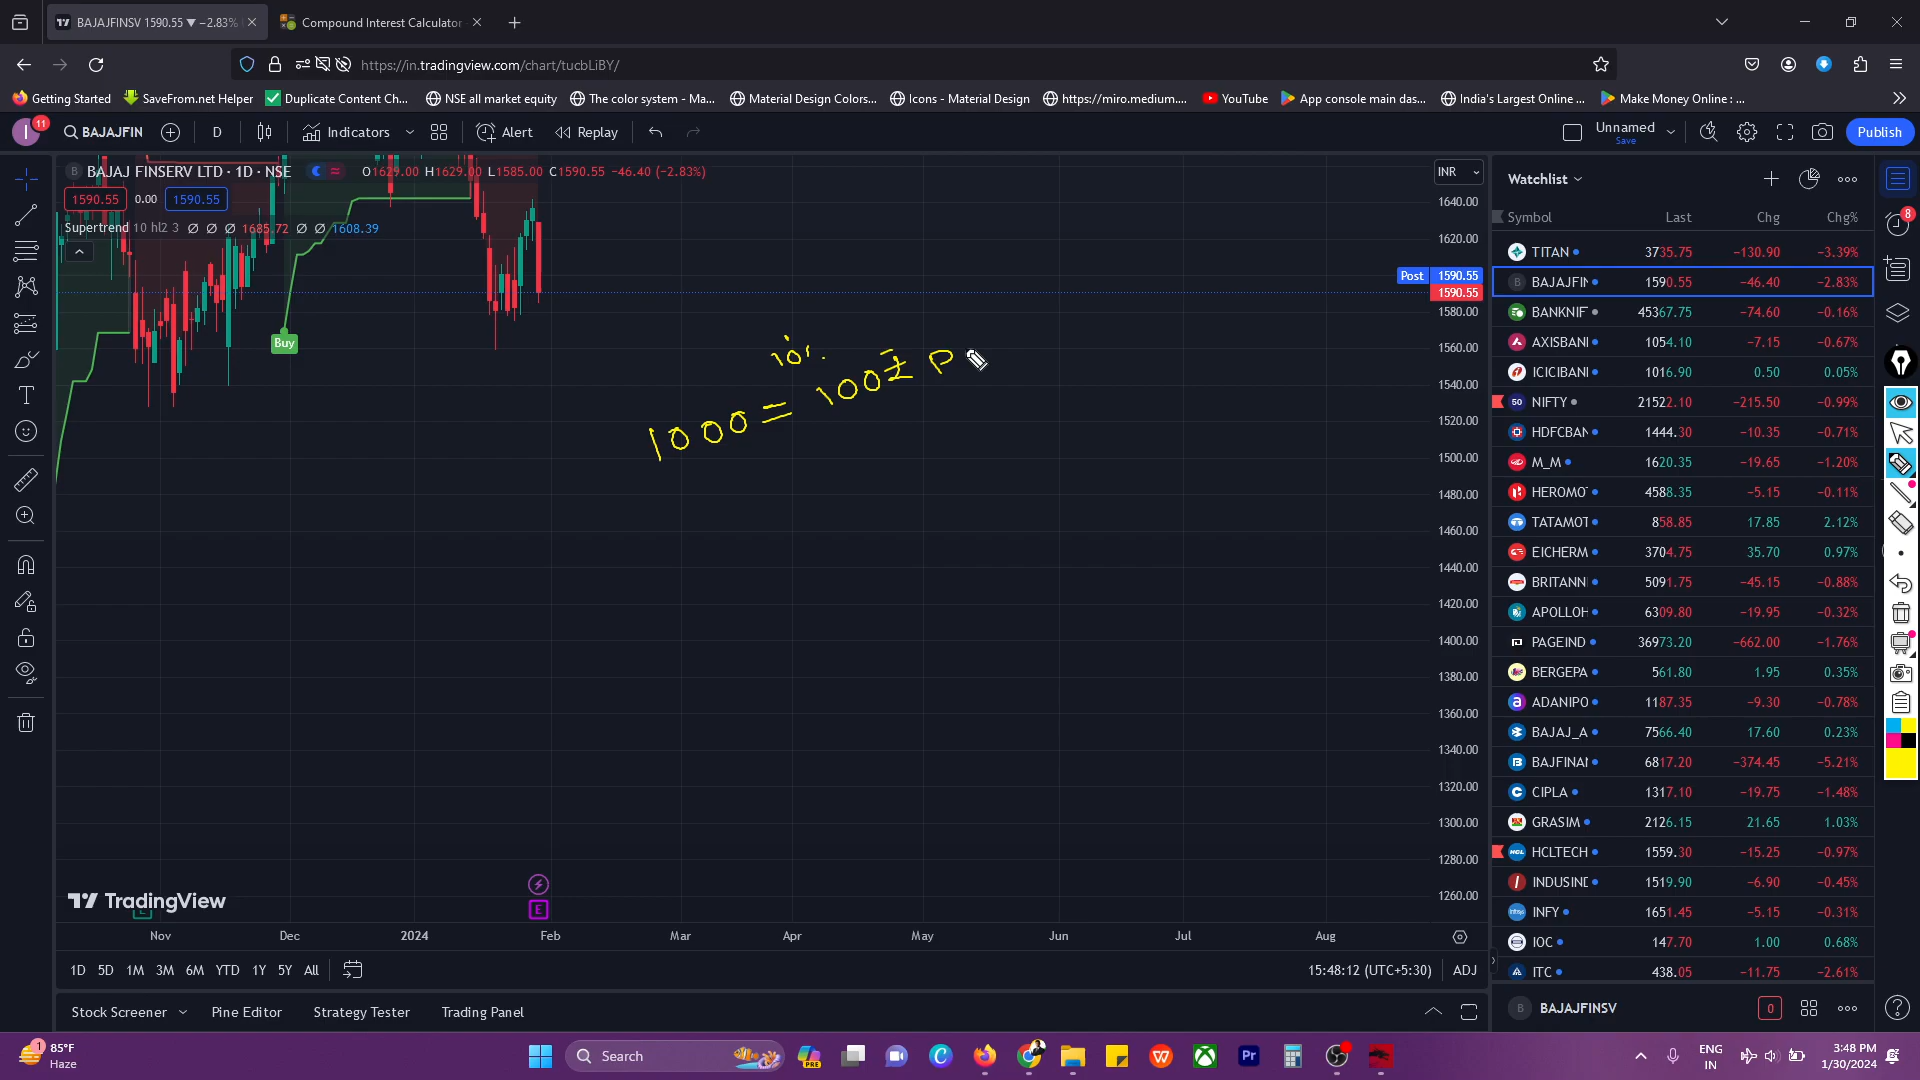 BAJAJFINSV 1590.55 ▼ −2.83%
Compound Interest Calculator
https://in.tradingview.com/chart/tucbLiBY/
Getting Started SaveFrom.net Helper Duplicate Content Ch... NSE all market equity The color system - Ma... Material Design Colors... Icons - Material Design https://miro.medium.... YouTube App console main das... India's Largest Online ... Make Money Online : ...
I 11 BAJAJFIN D Indicators Alert Replay Unnamed Save Publish
BAJAJ FINSERV LTD · 1D · NSE O1629.00 H1629.00 L1585.00 C1590.55 −46.40 (−2.83%)
INR
1590.55 0.00 1590.55
Supertrend 10 hl2 3 ∅ ∅ ∅ 1685.72 ∅ ∅ 1608.39
Buy
10%
1000 = 100₹ P
1640.00
1620.00
Post 1590.55
1590.55
1580.00
1560.00
1540.00
1520.00
1500.00
1480.00
1460.00
1440.00
1420.00
1400.00
1380.00
1360.00
1340.00
1320.00
1300.00
1280.00
1260.00
E
TradingView
Nov Dec 2024 Feb Mar Apr May Jun Jul Aug
1D 5D 1M 3M 6M YTD 1Y 5Y All 15:48:12 (UTC+5:30) ADJ
Stock Screener Pine Editor Strategy Tester Trading Panel
Watchlist
8
Symbol Last Chg Chg%
TITAN 3735.75 −130.90 −3.39%
BAJAJFIN 1590.55 −46.40 −2.83%
BANKNIF 45367.75 −74.60 −0.16%
AXISBANI 1054.10 −7.15 −0.67%
ICICIBANI 1016.90 0.50 0.05%
50 NIFTY 21522.10 −215.50 −0.99%
HDFCBAN 1444.30 −10.35 −0.71%
M_M 1620.35 −19.65 −1.20%
HEROMO 4588.35 −5.15 −0.11%
TATAMOT 858.85 17.85 2.12%
EICHERM 3704.75 35.70 0.97%
BRITANN 5091.75 −45.15 −0.88%
APOLLOH 6309.80 −19.95 −0.32%
PAGEIND 36973.20 −662.00 −1.76%
BERGEPA 561.80 1.95 0.35%
ADANIPO 1187.35 −9.30 −0.78%
BAJAJ_A 7566.40 17.60 0.23%
BAJFINAI 6817.20 −374.45 −5.21%
CIPLA 1317.10 −19.75 −1.48%
GRASIM 2126.15 21.65 1.03%
HCLTECH 1559.30 −15.25 −0.97%
INDUSINE 1519.90 −6.90 −0.45%
INFY 1651.45 −5.15 −0.31%
IOC 147.70 1.00 0.68%
ITC 438.05 −11.75 −2.61%
BAJAJFINSV 0
1 85°F
Haze
Search
PRE
Pr
ENG
IN
3:48 PM
1/30/2024